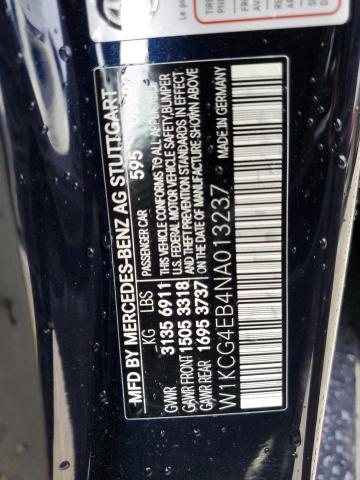 MFD BY MERCEDES-BENZ AG STUTTGART
PASSENGER CAR 595
KG LBS
GVWR 3135 6911
GAWR FRONT 1505 3318
GAWR REAR 1695 3737
THIS VEHICLE CONFORMS TO ALL APPLICABLE
U.S. FEDERAL MOTOR VEHICLE SAFETY, BUMPER
AND THEFT PREVENTION STANDARDS IN EFFECT
ON THE DATE OF MANUFACTURE SHOWN ABOVE
W1KCG4EB4NA013237
MADE IN GERMANY
Le po